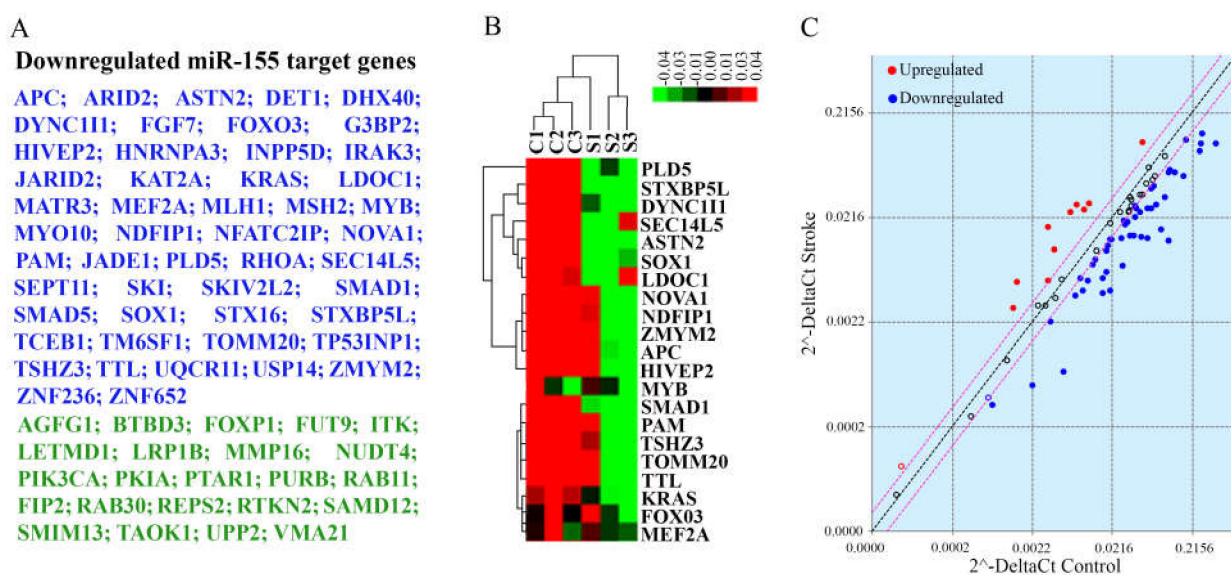 A
Downregulated miR-155 target genes
APC; ARID2; ASTN2; DET1; DHX40;
DYNC1I1; FGF7; FOXO3; G3BP2;
HIVEP2; HNRNPA3; INPP5D; IRAK3;
JARID2; KAT2A; KRAS; LDOC1;
MATR3; MEF2A; MLH1; MSH2; MYB;
MYO10; NDFIP1; NFATC2IP; NOVA1;
PAM; JADE1; PLD5; RHOA; SEC14L5;
SEPT11; SKI; SKIV2L2; SMAD1;
SMAD5; SOX1; STX16; STXBP5L;
TCEB1; TM6SF1; TOMM20; TP53INP1;
TSHZ3; TTL; UQCR11; USP14; ZMYM2;
ZNF236; ZNF652
AGFG1; BTBD3; FOXP1; FUT9; ITK;
LETMD1; LRP1B; MMP16; NUDT4;
PIK3CA; PKIA; PTAR1; PURB; RAB11;
FIP2; RAB30; REPS2; RTKN2; SAMD12;
SMIM13; TAOK1; UPP2; VMA21
B
-0.04 -0.03 -0.01 0.00 0.01 0.03 0.04
C1 C2 C3 S1 S2 S3
PLD5
STXBP5L
DYNC1I1
SEC14L5
ASTN2
SOX1
LDOC1
NOVA1
NDFIP1
ZMYM2
APC
HIVEP2
MYB
SMAD1
PAM
TSHZ3
TOMM20
TTL
KRAS
FOX03
MEF2A
C
Upregulated
Downregulated
2^-DeltaCt Stroke
0.2156
0.0216
0.0022
0.0002
0.0000
0.0000 0.0002 0.0022 0.0216 0.2156
2^-DeltaCt Control